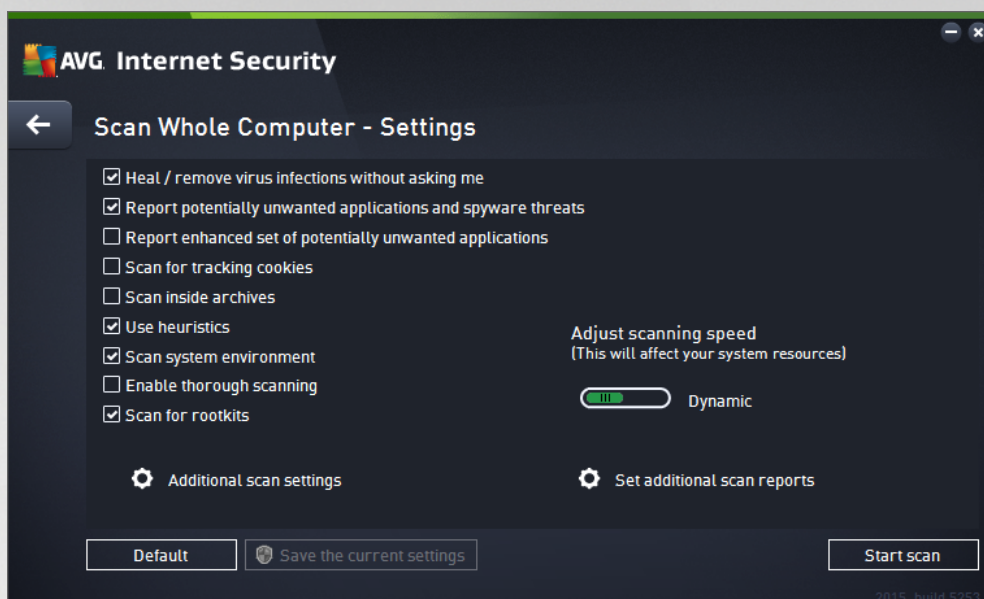 AVG. Internet Security
Scan Whole Computer - Settings
Heal / remove virus infections without asking me
Report potentially unwanted applications and spyware threats
Report enhanced set of potentially unwanted applications
Scan for tracking cookies
Scan inside archives
Use heuristics
Scan system environment
Enable thorough scanning
Scan for rootkits
Adjust scanning speed
(This will affect your system resources)
Dynamic
Additional scan settings
Set additional scan reports
Default
Save the current settings
Start scan
2015, build 5253